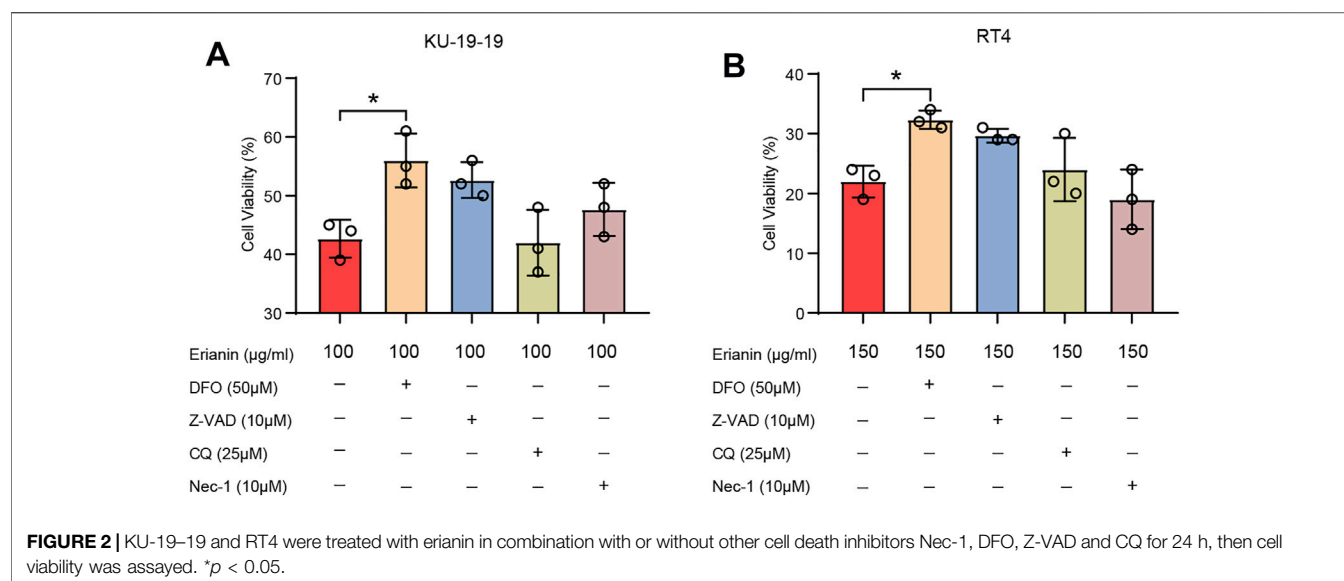 A
KU-19-19
*
70
60
50
40
30
Cell Viability (%)
Erianin (µg/ml) 100 100 100 100 100
DFO (50µM) − + − − −
Z-VAD (10µM) − − + − −
CQ (25µM) − − − + −
Nec-1 (10µM) − − − − +
B
RT4
*
40
30
20
10
0
Cell Viability (%)
Erianin (µg/ml) 150 150 150 150 150
DFO (50µM) − + − − −
Z-VAD (10µM) − − + − −
CQ (25µM) − − − + −
Nec-1 (10µM) − − − − +
FIGURE 2 | KU-19–19 and RT4 were treated with erianin in combination with or without other cell death inhibitors Nec-1, DFO, Z-VAD and CQ for 24 h, then cell
viability was assayed. *p < 0.05.